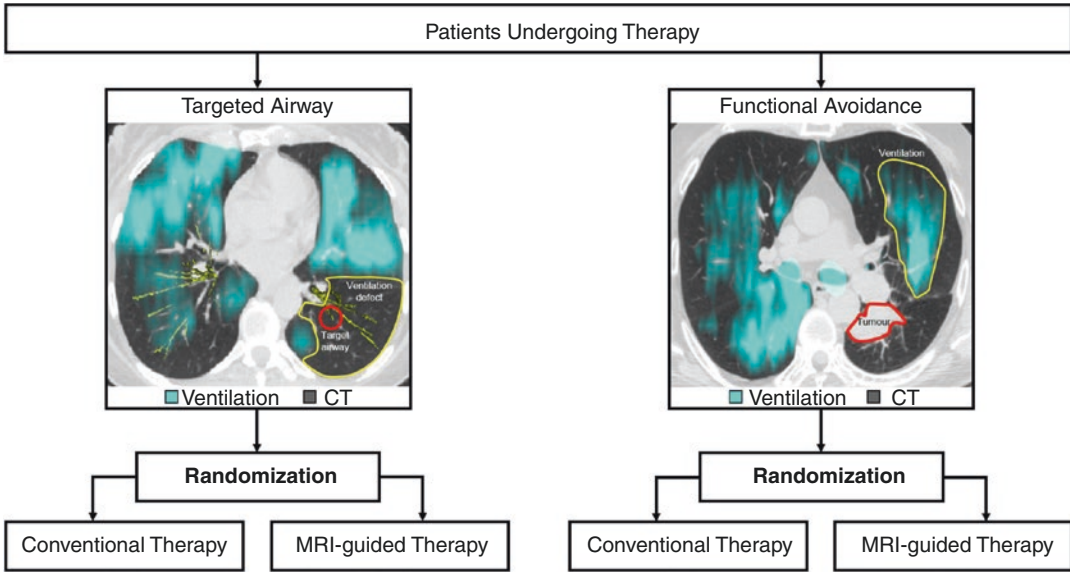 Patients Undergoing Therapy
Targeted Airway
Ventilation
defect
Target
airway
Ventilation CT
Randomization
Conventional Therapy
MRI-guided Therapy
Functional Avoidance
Ventilation
Tumour
Ventilation CT
Randomization
Conventional Therapy
MRI-guided Therapy